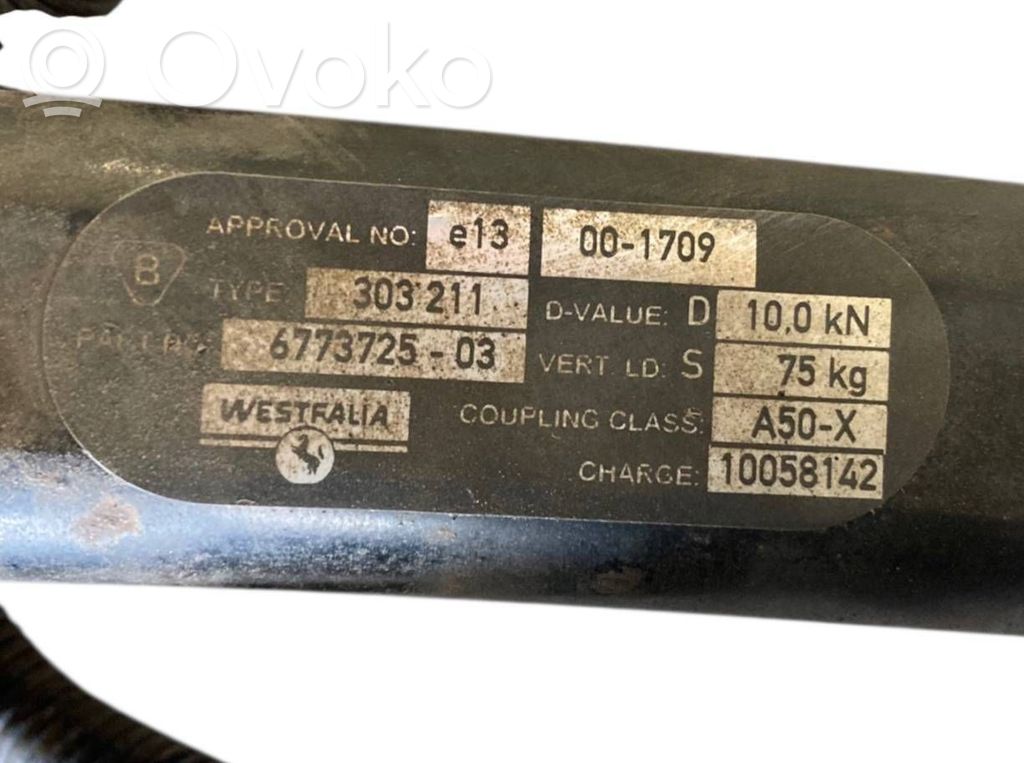 Ovoko
APPROVAL NO: e13 00-1709
B
TYPE 303 211 D-VALUE: D 10,0 kN
6773725-03 VERT LD: S 75 kg
WESTFALIA COUPLING CLASS: A50-X
CHARGE: 10058142